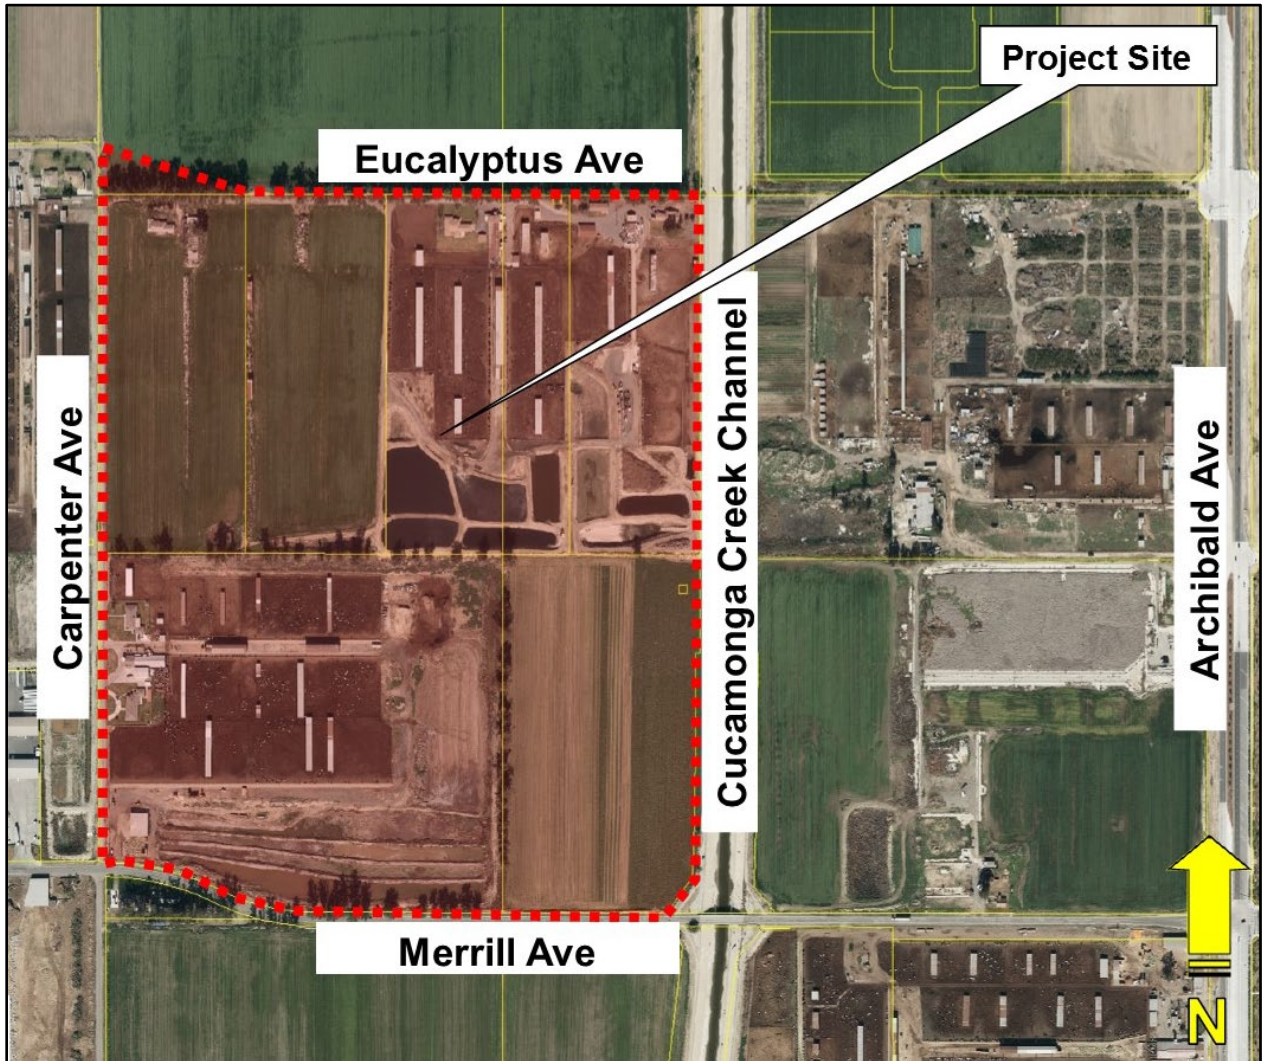 Project Site
Eucalyptus Ave
Carpenter Ave
Cucamonga Creek Channel
Archibald Ave
Merrill Ave
N